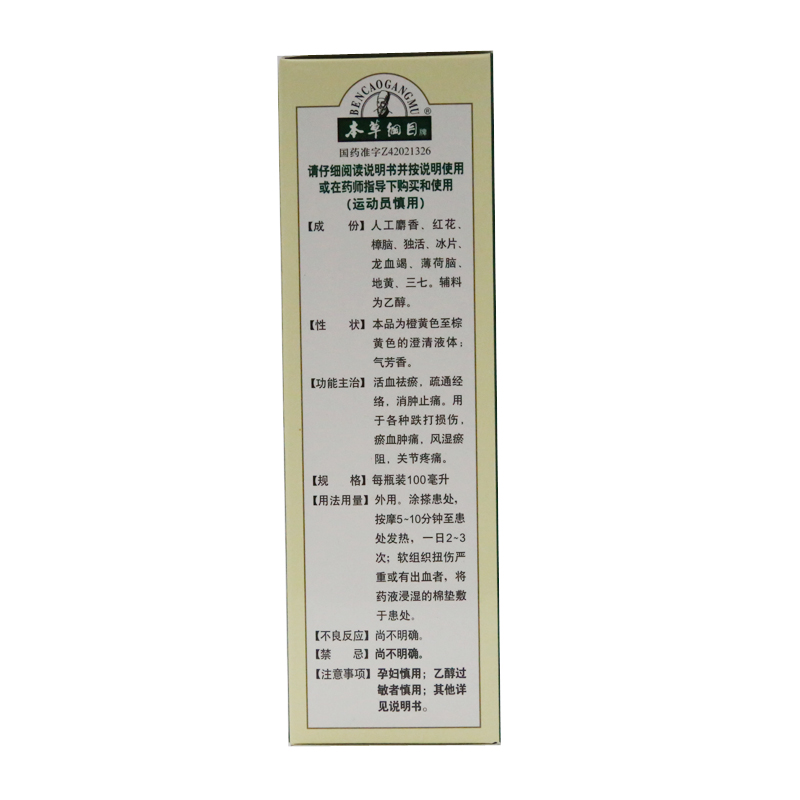 BENCAOGANGMU
®
本草纲目牌
国药准字Z42021326
请仔细阅读说明书并按说明使用
或在药师指导下购买和使用
(运动员慎用)
【成 份】人工麝香、红花、
樟脑、独活、冰片、
龙血竭、薄荷脑、
地黄、三七。辅料
为乙醇。
【性 状】本品为橙黄色至棕
黄色的澄清液体;
气芳香。
【功能主治】活血祛瘀,疏通经
络,消肿止痛。用
于各种跌打损伤,
瘀血肿痛,风湿瘀
阻,关节疼痛。
【规 格】每瓶装100毫升
【用法用量】外用。涂搽患处,
按摩5~10分钟至患
处发热,一日2~3
次;软组织扭伤严
重或有出血者,将
药液浸湿的棉垫敷
于患处。
【不良反应】尚不明确。
【禁 忌】尚不明确。
【注意事项】孕妇慎用;乙醇过
敏者慎用;其他详
见说明书。